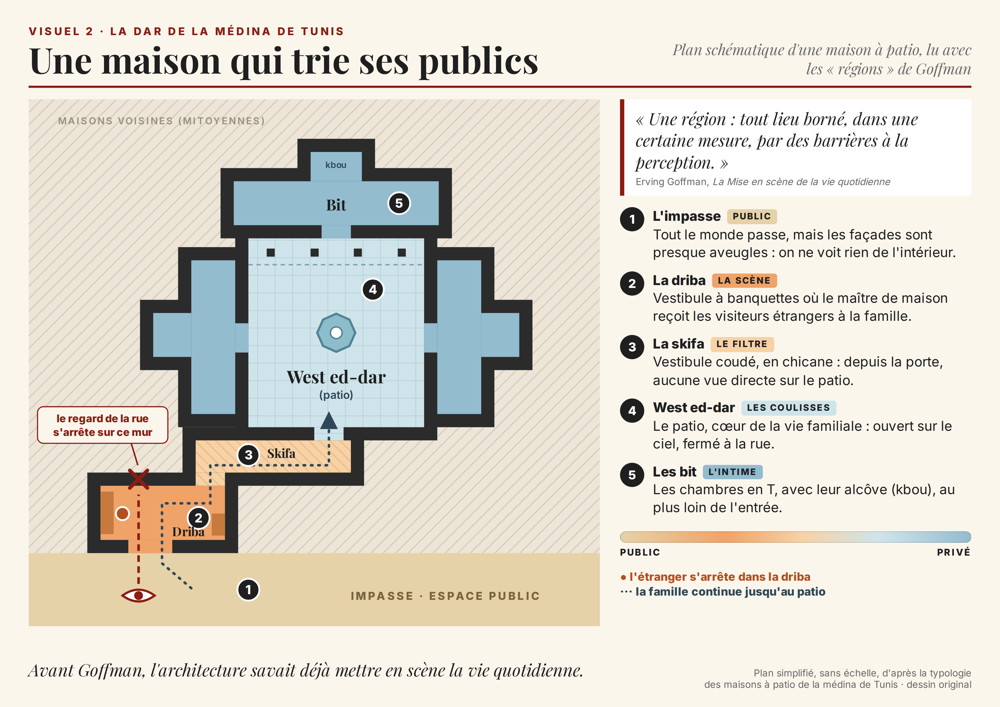 VISUEL 2 · LA DAR DE LA MÉDINA DE TUNIS
Une maison qui trie ses publics
Plan schématique d'une maison à patio, lu avec
les « régions » de Goffman
MAISONS VOISINES (MITOYENNES)
kbou
Bit
5
4
West ed-dar
(patio)
le regard de la rue
s'arrête sur ce mur
3
Skifa
2
Driba
1
IMPASSE · ESPACE PUBLIC
« Une région : tout lieu borné, dans une
certaine mesure, par des barrières à la
perception. »
Erving Goffman, La Mise en scène de la vie quotidienne
1 L'impasse PUBLIC
Tout le monde passe, mais les façades sont
presque aveugles : on ne voit rien de l'intérieur.
2 La driba LA SCÈNE
Vestibule à banquettes où le maître de maison
reçoit les visiteurs étrangers à la famille.
3 La skifa LE FILTRE
Vestibule coudé, en chicane : depuis la porte,
aucune vue directe sur le patio.
4 West ed-dar LES COULISSES
Le patio, cœur de la vie familiale : ouvert sur le
ciel, fermé à la rue.
5 Les bit L'INTIME
Les chambres en T, avec leur alcôve (kbou), au
plus loin de l'entrée.
PUBLIC PRIVÉ
● l'étranger s'arrête dans la driba
··· la famille continue jusqu'au patio
Avant Goffman, l'architecture savait déjà mettre en scène la vie quotidienne.
Plan simplifié, sans échelle, d'après la typologie
des maisons à patio de la médina de Tunis · dessin original